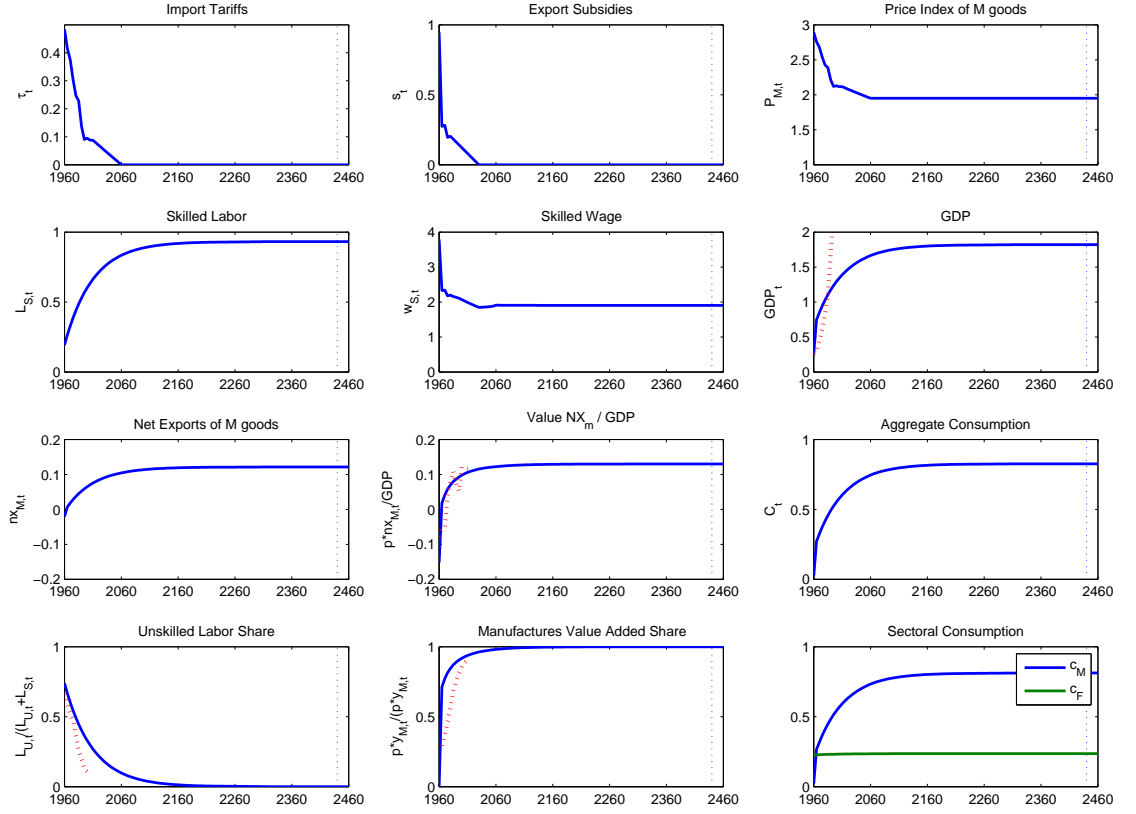 Import Tariffs
τt
0.4
0.3
0.2
0.1
0
1960 2060 2160 2260 2360 2460
Export Subsidies
st
1
0.5
0
1960 2060 2160 2260 2360 2460
Price Index of M goods
PM,t
3
2
1
1960 2060 2160 2260 2360 2460
Skilled Labor
LS,t
1
0.5
0
1960 2060 2160 2260 2360 2460
Skilled Wage
wS,t
4
3
2
1
0
1960 2060 2160 2260 2360 2460
GDP
GDPt
2
1.5
1
0.5
0
1960 2060 2160 2260 2360 2460
Net Exports of M goods
nxM,t
0.2
0.1
0
−0.1
−0.2
1960 2060 2160 2260 2360 2460
Value NXm / GDP
p*nxM,t/GDP
0.2
0.1
0
−0.1
−0.2
1960 2060 2160 2260 2360 2460
Aggregate Consumption
Ct
1
0.5
0
1960 2060 2160 2260 2360 2460
Unskilled Labor Share
LU,t/(LU,t+LS,t
1
0.5
0
1960 2060 2160 2260 2360 2460
Manufactures Value Added Share
p*yM,t/(p*yM,t
1
0.5
0
1960 2060 2160 2260 2360 2460
Sectoral Consumption
1
0.5
0
cM
cF
1960 2060 2160 2260 2360 2460